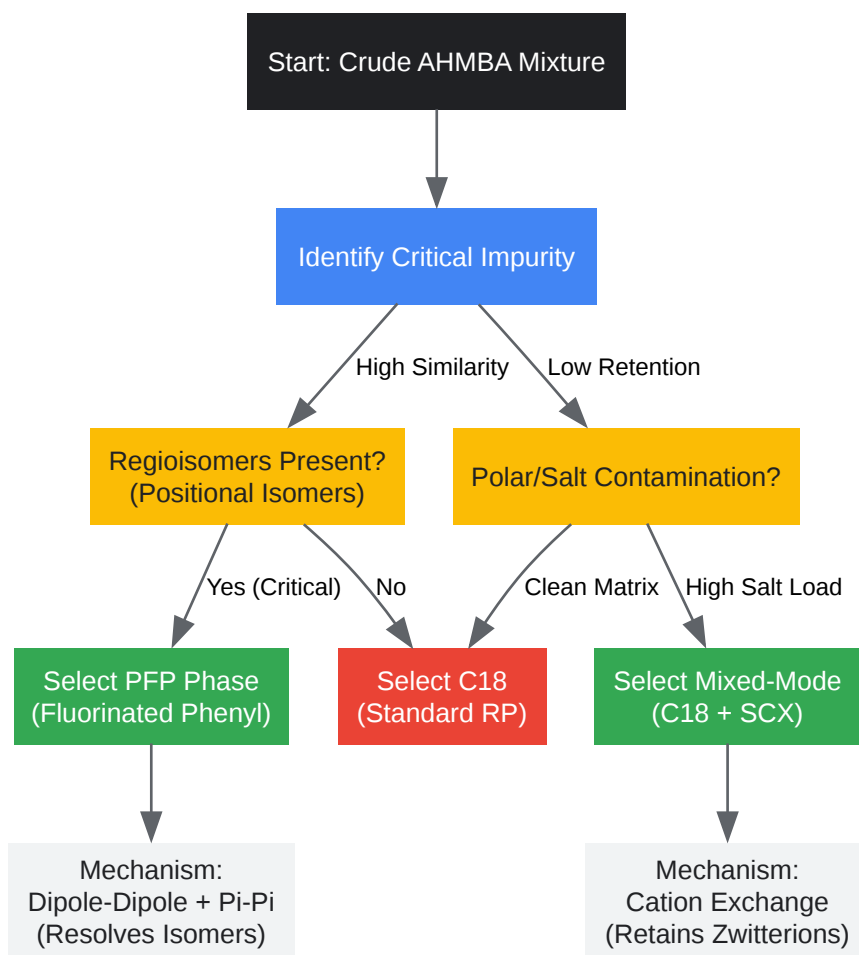 Start: Crude AHMBA Mixture
Identify Critical Impurity
High Similarity
Low Retention
Regioisomers Present?
(Positional Isomers)
Polar/Salt Contamination?
Yes (Critical)
No
Clean Matrix
High Salt Load
Select PFP Phase
(Fluorinated Phenyl)
Select C18
(Standard RP)
Select Mixed-Mode
(C18 + SCX)
Mechanism:
Dipole-Dipole + Pi-Pi
(Resolves Isomers)
Mechanism:
Cation Exchange
(Retains Zwitterions)